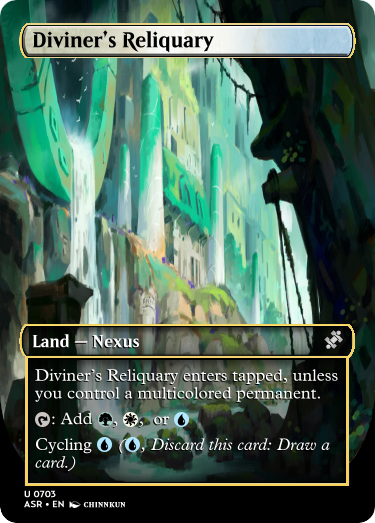 Diviner's Reliquary
Land — Nexus
Diviner's Reliquary enters tapped, unless
you control a multicolored permanent.
: Add , , or
Cycling (, Discard this card: Draw a
card.)
U 0703
ASR • EN CHINNKUN